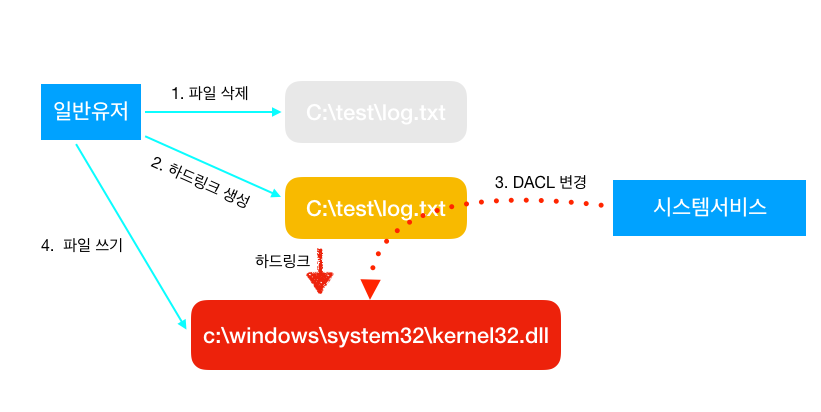 일반유저
1. 파일 삭제
C:\test\log.txt
2. 하드링크 생성
C:\test\log.txt
3. DACL 변경
시스템서비스
4. 파일 쓰기
하드링크
c:\windows\system32\kernel32.dll